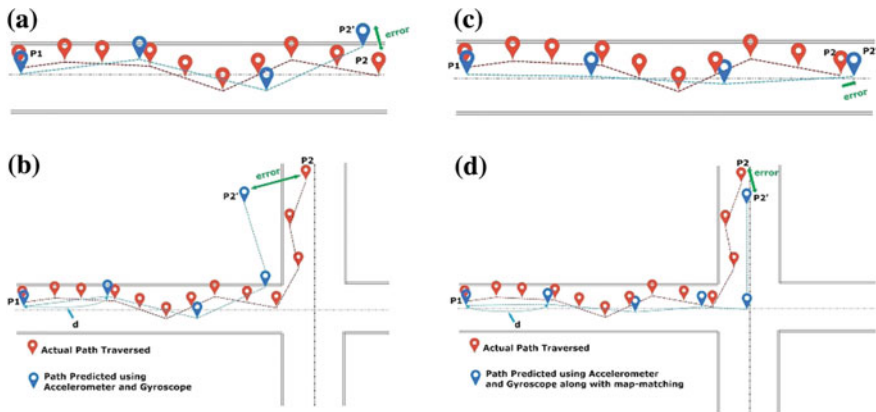 (a)
P1
P2'
error
P2
(c)
P1
P2
P2'
error
(b)
P2
error
P2'
P1
d
Actual Path Traversed
Path Predicted using
Accelerometer and Gyroscope
(d)
P2
error
P2'
P1
d
Actual Path Traversed
Path Predicted using Accelerometer
and Gyroscope along with map-matching